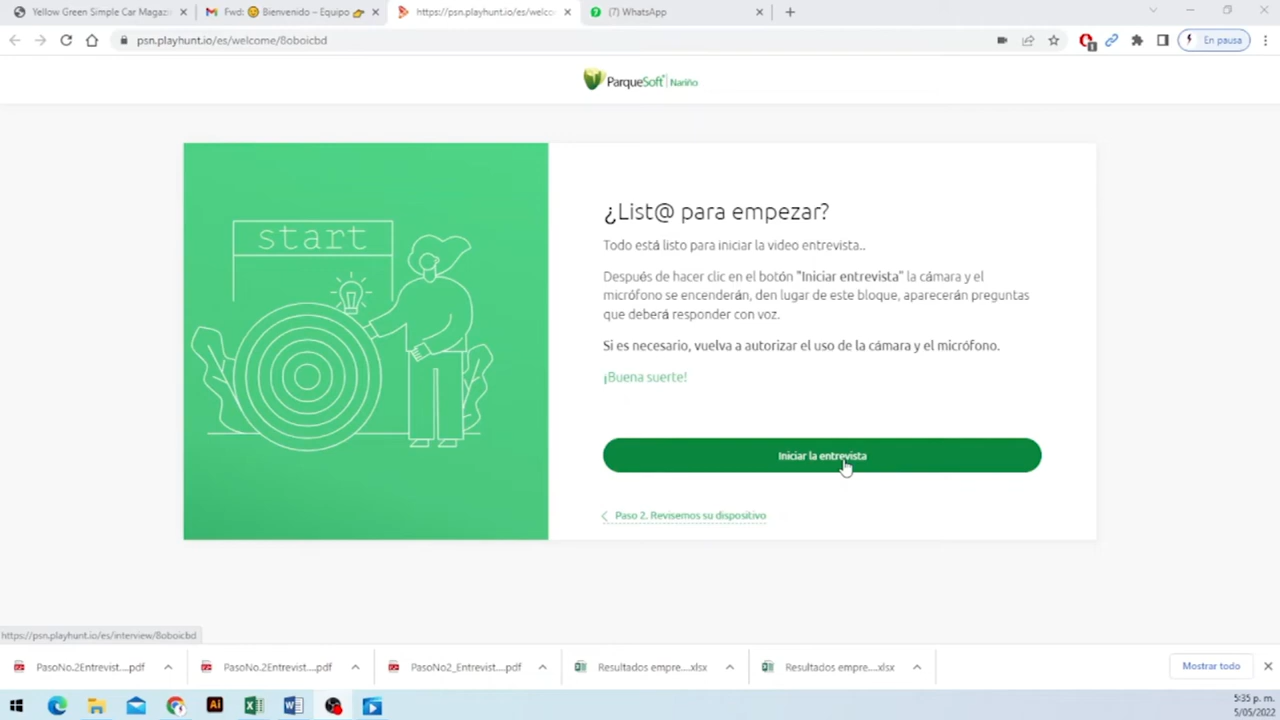 Yellow Green Simple Car Magazi
Fwd: 😊 Bienvenido – Equipo 👉
https://psn.playhunt.io/es/welco
(7) WhatsApp
psn.playhunt.io/es/welcome/8oboicbd
En pausa
ParqueSoft | Nariño
start
¿List@ para empezar?
Todo está listo para iniciar la video entrevista..
Después de hacer clic en el botón "Iniciar entrevista" la cámara y el
micrófono se encenderán, den lugar de este bloque, aparecerán preguntas
que deberá responder con voz.
Si es necesario, vuelva a autorizar el uso de la cámara y el micrófono.
¡Buena suerte!
Iniciar la entrevista
Paso 2. Revisemos su dispositivo
https://psn.playhunt.io/es/interview/8oboicbd
PasoNo.2Entrevist....pdf
PasoNo.2Entrevist....pdf
PasoNo2_Entrevist....pdf
Resultados empre....xlsx
Resultados empre....xlsx
Mostrar todo
Ai
5:35 p. m.
5/05/2022